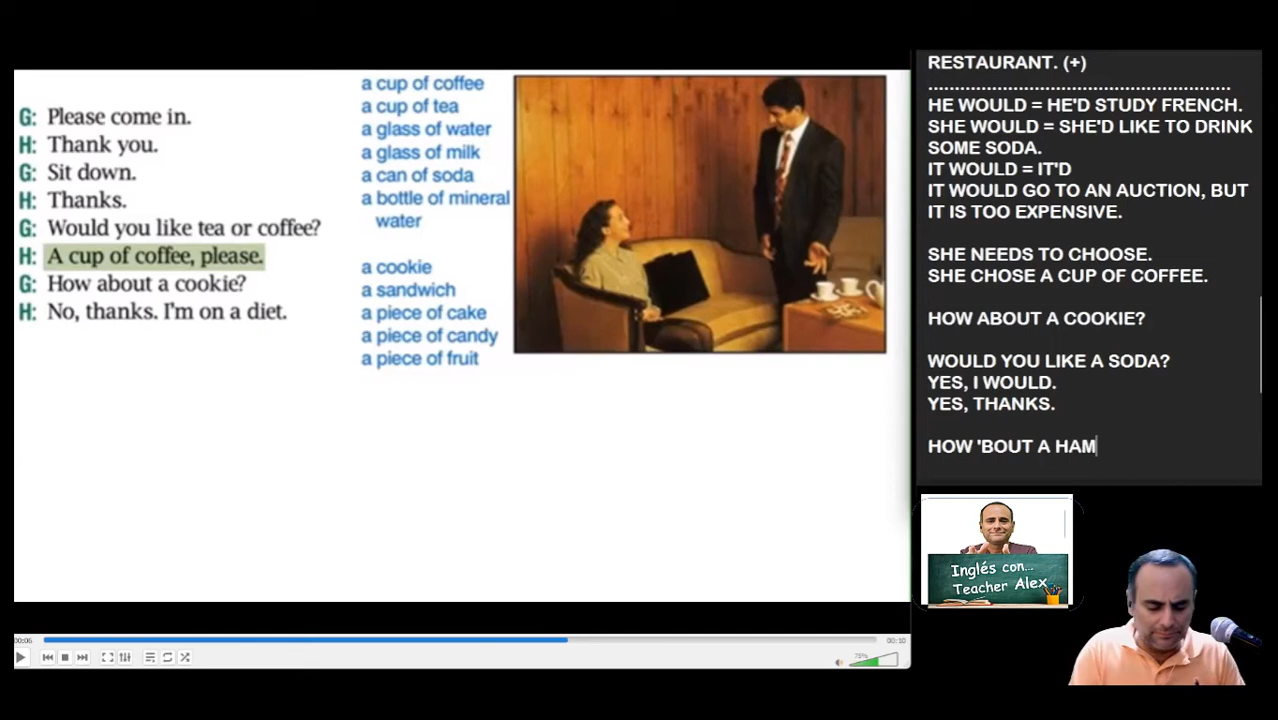 G: Please come in.
H: Thank you.
G: Sit down.
H: Thanks.
G: Would you like tea or coffee?
H: A cup of coffee, please.
G: How about a cookie?
H: No, thanks. I'm on a diet.
a cup of coffee
a cup of tea
a glass of water
a glass of milk
a can of soda
a bottle of mineral
water
a cookie
a sandwich
a piece of cake
a piece of candy
a piece of fruit
RESTAURANT. (+)
.........................................................
HE WOULD = HE'D STUDY FRENCH.
SHE WOULD = SHE'D LIKE TO DRINK
SOME SODA.
IT WOULD = IT'D
IT WOULD GO TO AN AUCTION, BUT
IT IS TOO EXPENSIVE.
SHE NEEDS TO CHOOSE.
SHE CHOSE A CUP OF COFFEE.
HOW ABOUT A COOKIE?
WOULD YOU LIKE A SODA?
YES, I WOULD.
YES, THANKS.
HOW 'BOUT A HAM
Inglés con...
Teacher Alex
00:06
00:10
75%